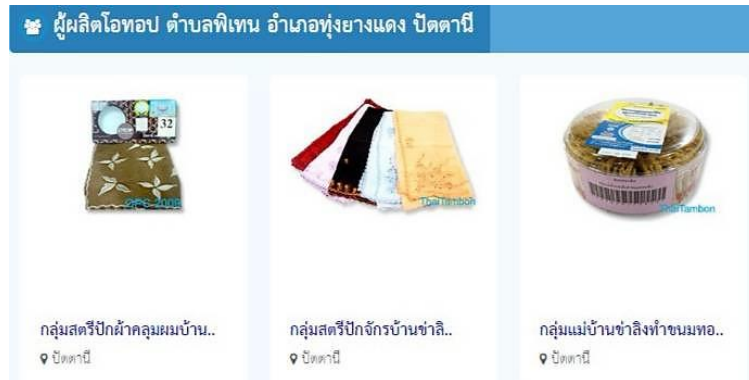 ผู้ผลิตโอทอป ตำบลพิเทน อำเภอทุ่งยางแดง ปัตตานี
32
OPC 2006
ThaiTambon
ThaiTambon
กลุ่มสตรีปักผ้าคลุมผมบ้าน..
กลุ่มสตรีปักจักรบ้านข่าลิ..
กลุ่มแม่บ้านข่าลิงทำขนมทอ..
ปัตตานี
ปัตตานี
ปัตตานี